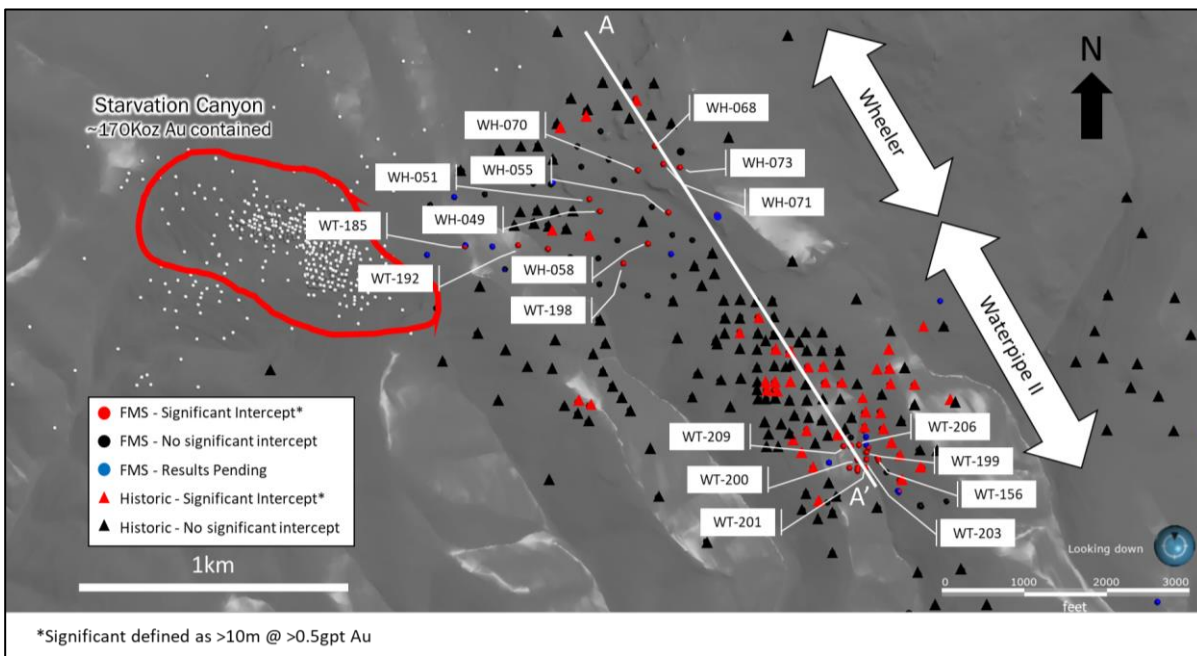 A
N
Wheeler
Starvation Canyon
~170Koz Au contained
WH-068
WH-070
WH-073
WH-055
WH-051
WH-071
WH-049
WT-185
WH-058
WT-192
WT-198
Waterpipe II
FMS - Significant Intercept*
FMS - No significant intercept
FMS - Results Pending
Historic - Significant Intercept*
Historic - No significant intercept
WT-209
WT-206
WT-199
WT-200
A'
WT-156
WT-201
WT-203
Looking down
1km
0 1000 2000 3000
feet
*Significant defined as >10m @ >0.5gpt Au